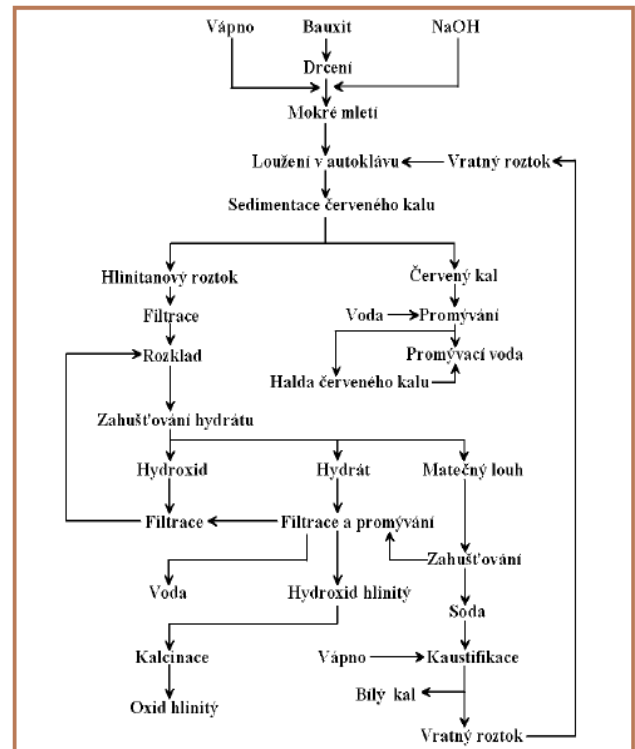 Vápno Bauxit NaOH
Drcení
Mokré mletí
Loužení v autoklávu Vratný roztok
Sedimentace červeného kalu
Hlinitanový roztok Červený kal
Filtrace Voda Promývání
Rozklad Promývací voda
Halda červeného kalu
Zahušťování hydrátu
Hydroxid Hydrát Matečný louh
Filtrace Filtrace a promývání
Zahušťování
Voda Hydroxid hlinitý
Soda
Kalcinace Vápno Kaustifikace
Bílý kal
Oxid hlinitý
Vratný roztok